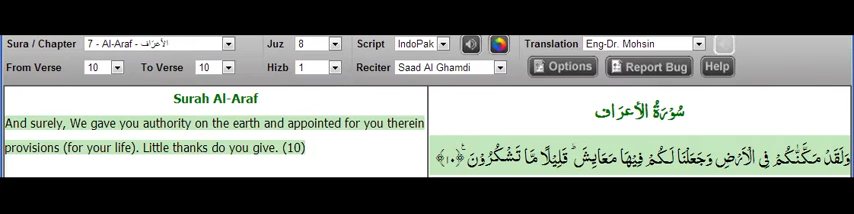 Sura / Chapter 7 - Al-Araf - الأعراف Juz 8 Script IndoPak Translation Eng-Dr. Mohsin
From Verse 10 To Verse 10 Hizb 1 Reciter Saad Al Ghamdi Options Report Bug Help
Surah Al-Araf
And surely, We gave you authority on the earth and appointed for you therein
provisions (for your life). Little thanks do you give. (10)
سُوۡرَةُ الۡاَعرَاف
وَلَقَدۡ مَكَّنّٰكُمۡ فِى الۡاَرۡضِ وَجَعَلۡنَا لَـكُمۡ فِيۡهَا مَعَايِشَ ؕ قَلِيۡلًا مَّا تَشۡكُرُوۡنَ ﴿۱۰﴾